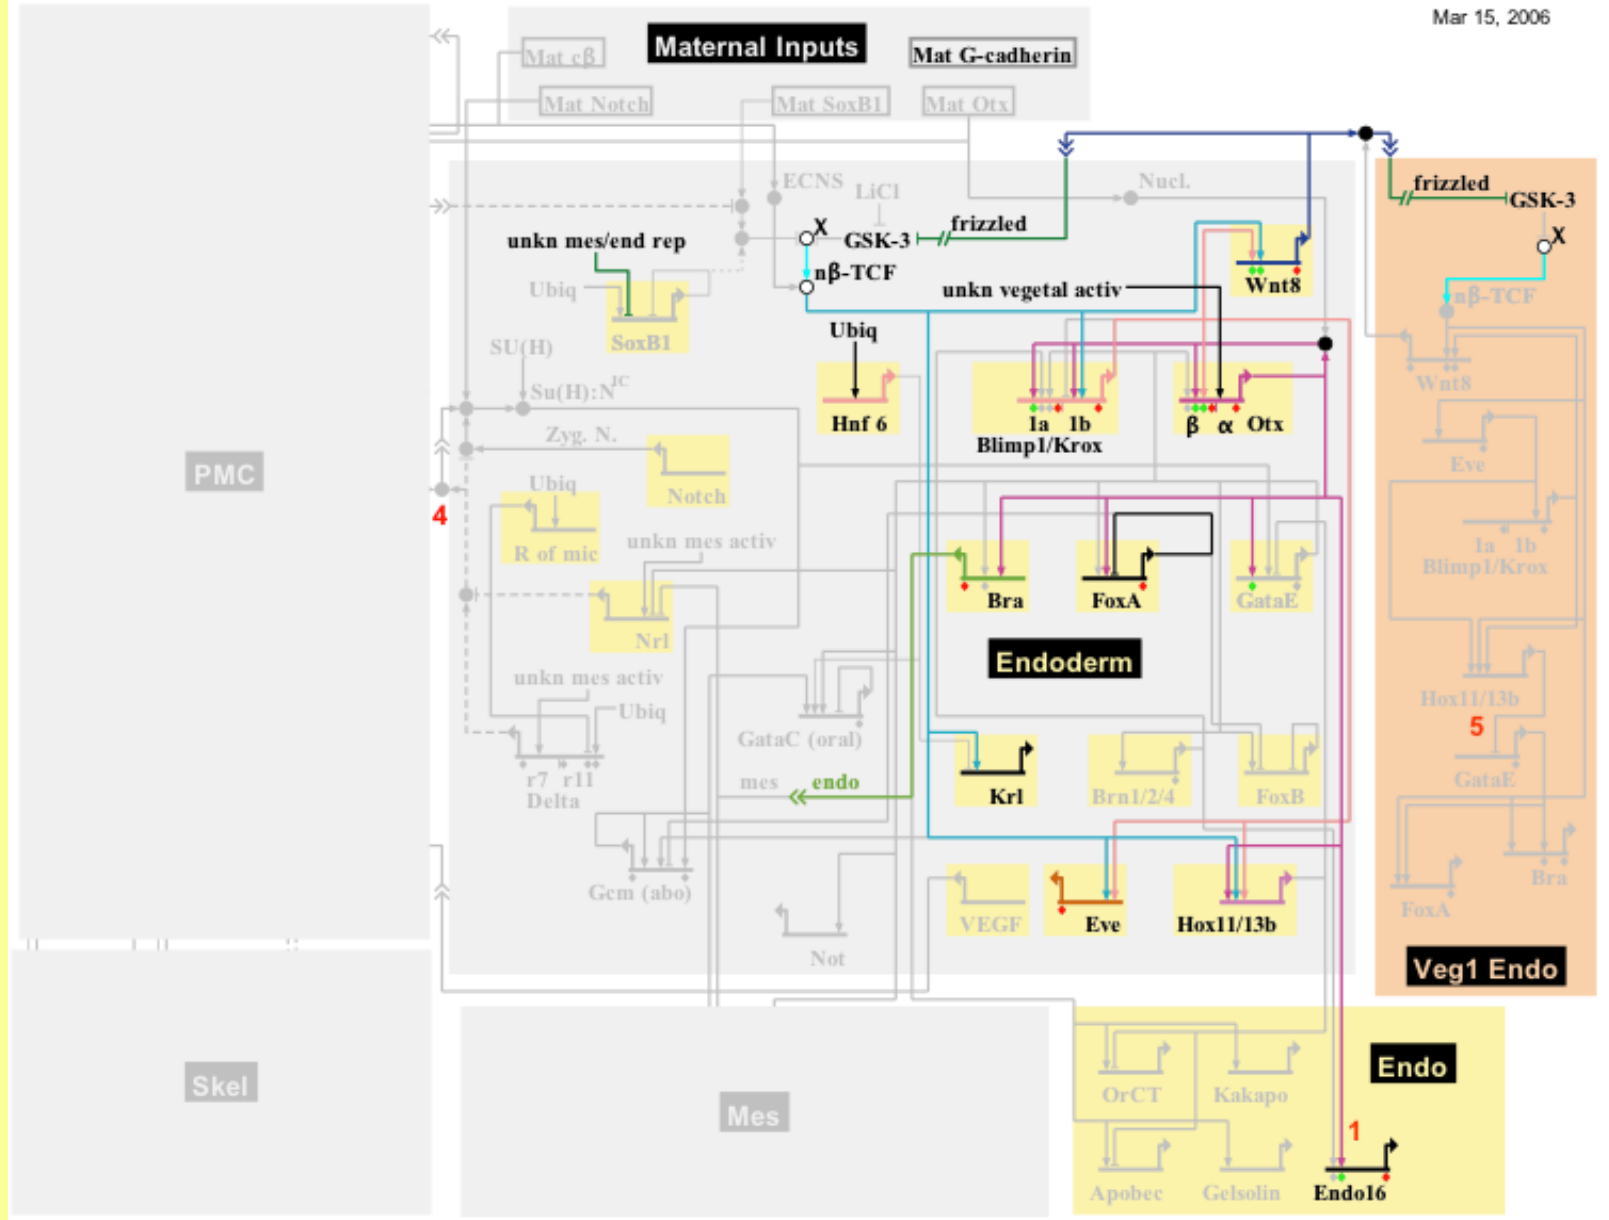 Mar 15, 2006
Maternal Inputs
Mat cβ
Mat G-cadherin
Mat Notch
Mat SoxB1
Mat Otx
ECNS
LiCl
Nucl.
frizzled
GSK-3
χ
frizzled
GSK-3
χ
unkn mes/end rep
nβ-TCF
nβ-TCF
Ubiq
unkn vegetal activ
Wnt8
SoxB1
Ubiq
SU(H)
Su(H):N^IC
Wnt8
Hnf 6
1a 1b
Blimp1/Krox
β α Otx
Zyg. N.
Eve
PMC
Notch
Ubiq
4
R of mic
unkn mes activ
1a 1b
Blimp1/Krox
Bra
FoxA
GataE
Nrl
Endoderm
unkn mes activ
Ubiq
Hox11/13b
5
GataC (oral)
GataE
r7 r11
Delta
mes
endo
Krl
Brn1/2/4
FoxB
Gcm (abo)
Bra
FoxA
VEGF
Eve
Hox11/13b
Not
Veg1 Endo
Endo
Skel
Mes
OrCT
Kakapo
1
Apobec
Gelsolin
Endo16